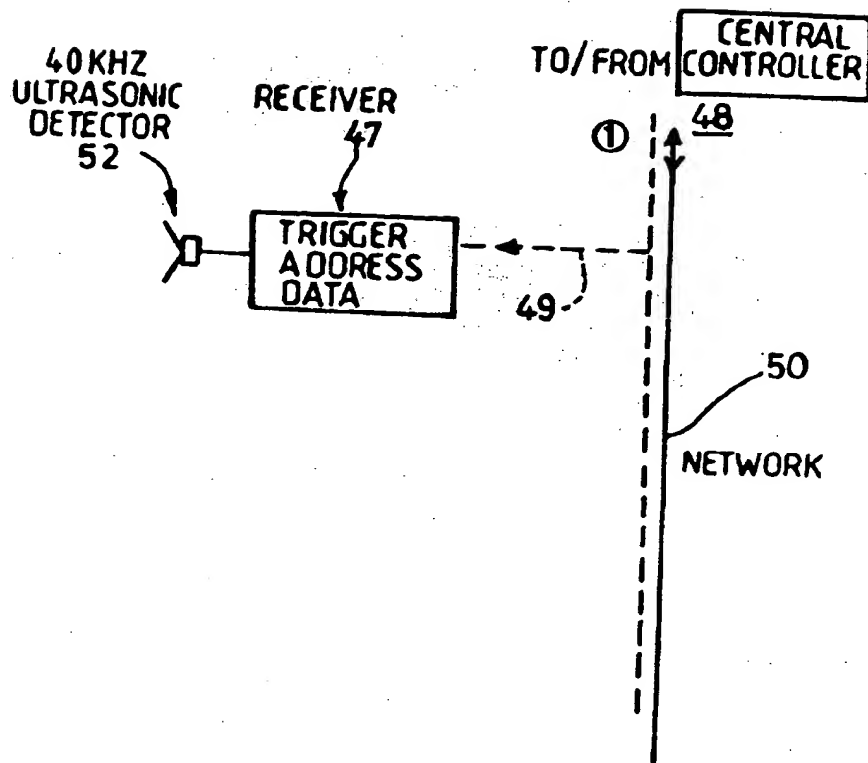 40KHZ
ULTRASONIC
DETECTOR
52
RECEIVER
47
TRIGGER
ADDRESS
DATA
49
TO/FROM
CENTRAL
CONTROLLER
①
48
50
NETWORK